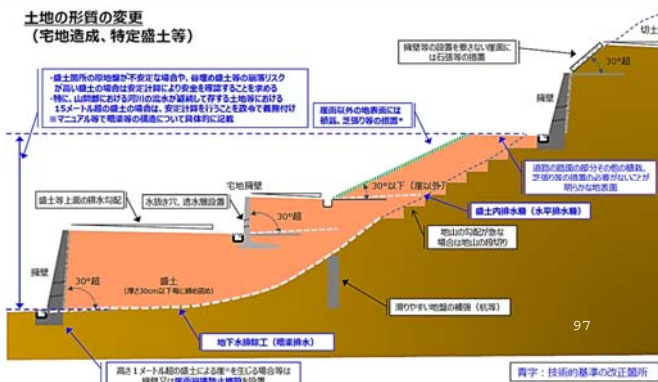 土地の形質の変更
（宅地造成、特定盛土等）
・盛土箇所の原地盤が不安定な場合や、谷埋め盛土等の崩落リスク
が高い盛土の場合は安定計算により安全を確認することを求める
・特に、山間部における河川の流水が継続して存する土地等における
15メートル超の盛土の場合は、安定計算を行うことを政令で義務付け
※マニュアル等で暗渠等の構造について具体的に記載
擁壁等の設置を要さない崖面
には石張等の措置
切土
30°超
擁壁
崖面以外の地表面には
植栽、芝張り等の措置*
道路の路面の部分その他の植栽、
芝張り等の措置の必要がないことが
明らかな地表面
盛土等上面の排水勾配
水抜き穴、透水層設置
宅地擁壁
30°超
30°以下（崖以外）
盛土内排水層（水平排水層）
地山の勾配が急な
場合は地山の段切り
擁壁
30°超
盛土
（厚さ30cm以下毎に締め固め）
滑りやすい地盤の補強（杭等）
97
地下水排除工（暗渠排水）
高さ1メートル超の盛土による崖*を生じる場合等は
青字：技術的基準の改正箇所